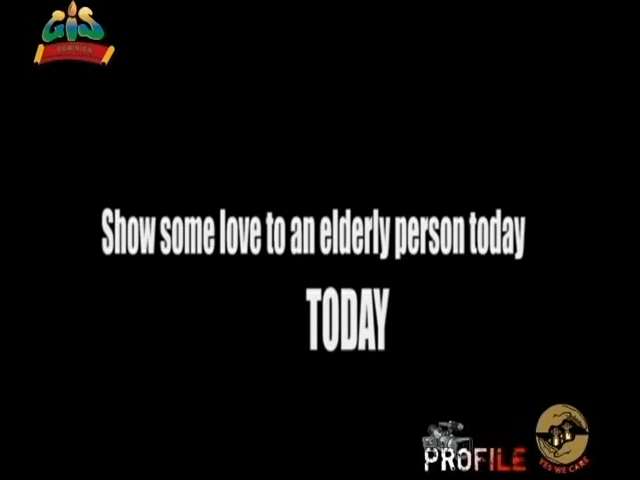 GIS
DOMINICA
Show some love to an elderly person today
TODAY
PROFILE
YES WE CARE